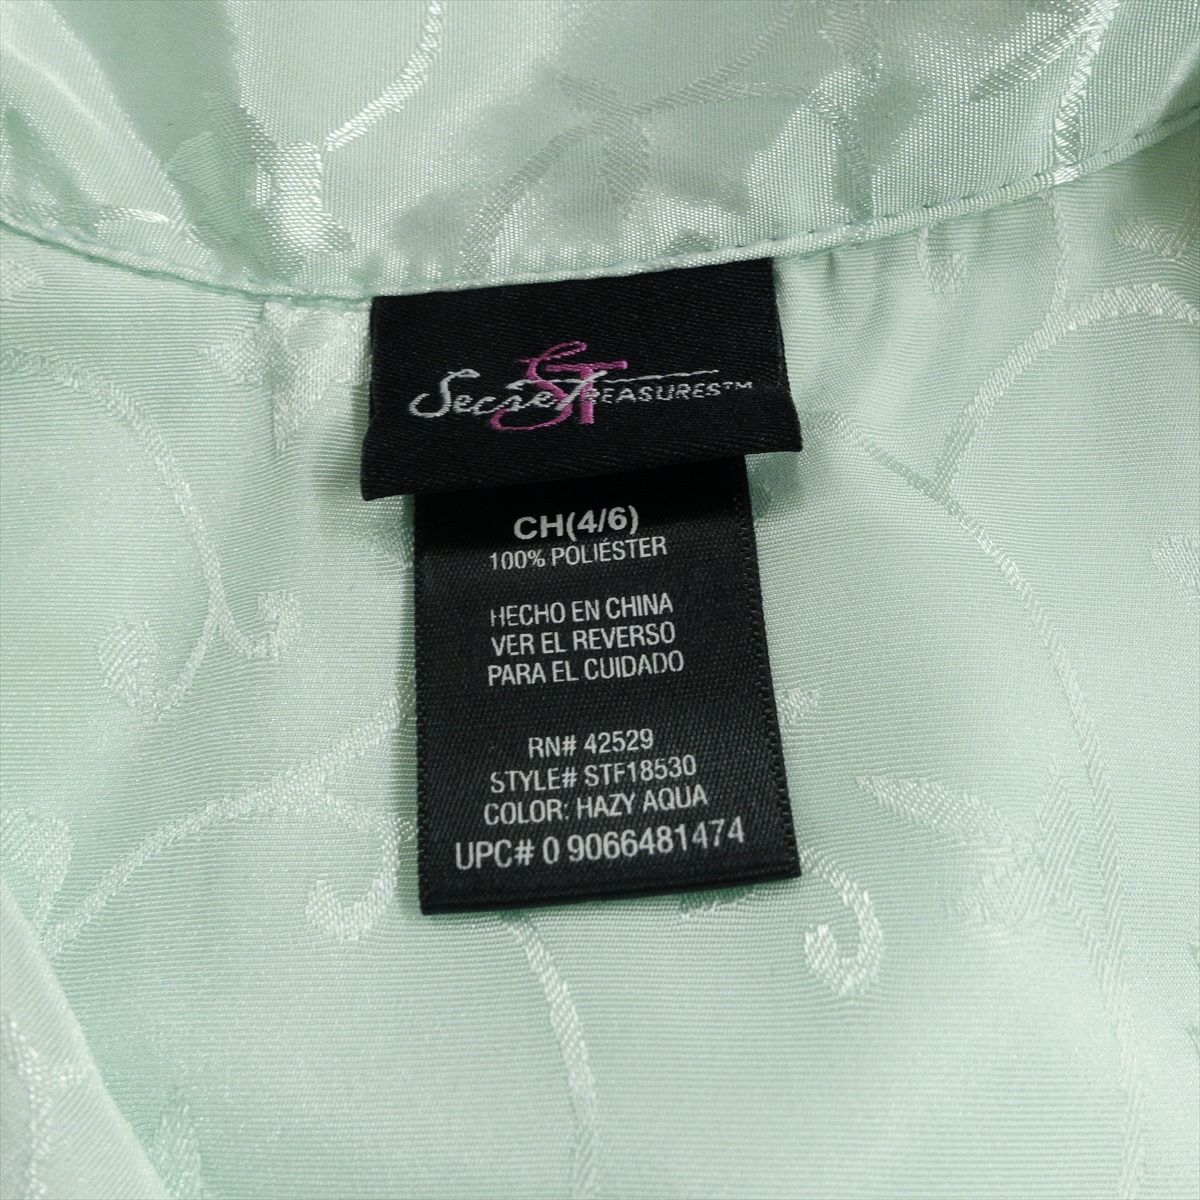 Secret Treasures™
ST
CH(4/6)
100% POLIÉSTER
HECHO EN CHINA
VER EL REVERSO
PARA EL CUIDADO
RN# 42529
STYLE# STF18530
COLOR: HAZY AQUA
UPC# 0 9066481474